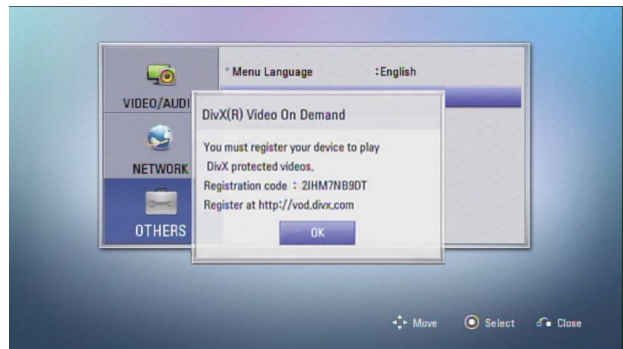 * Menu Language :English
VIDEO/AUDI
DivX(R) Video On Demand
You must register your device to play
DivX protected videos.
NETWORK
Registration code : 2IHM7NB9DT
Register at http://vod.divx.com
OTHERS
OK
Move Select Close